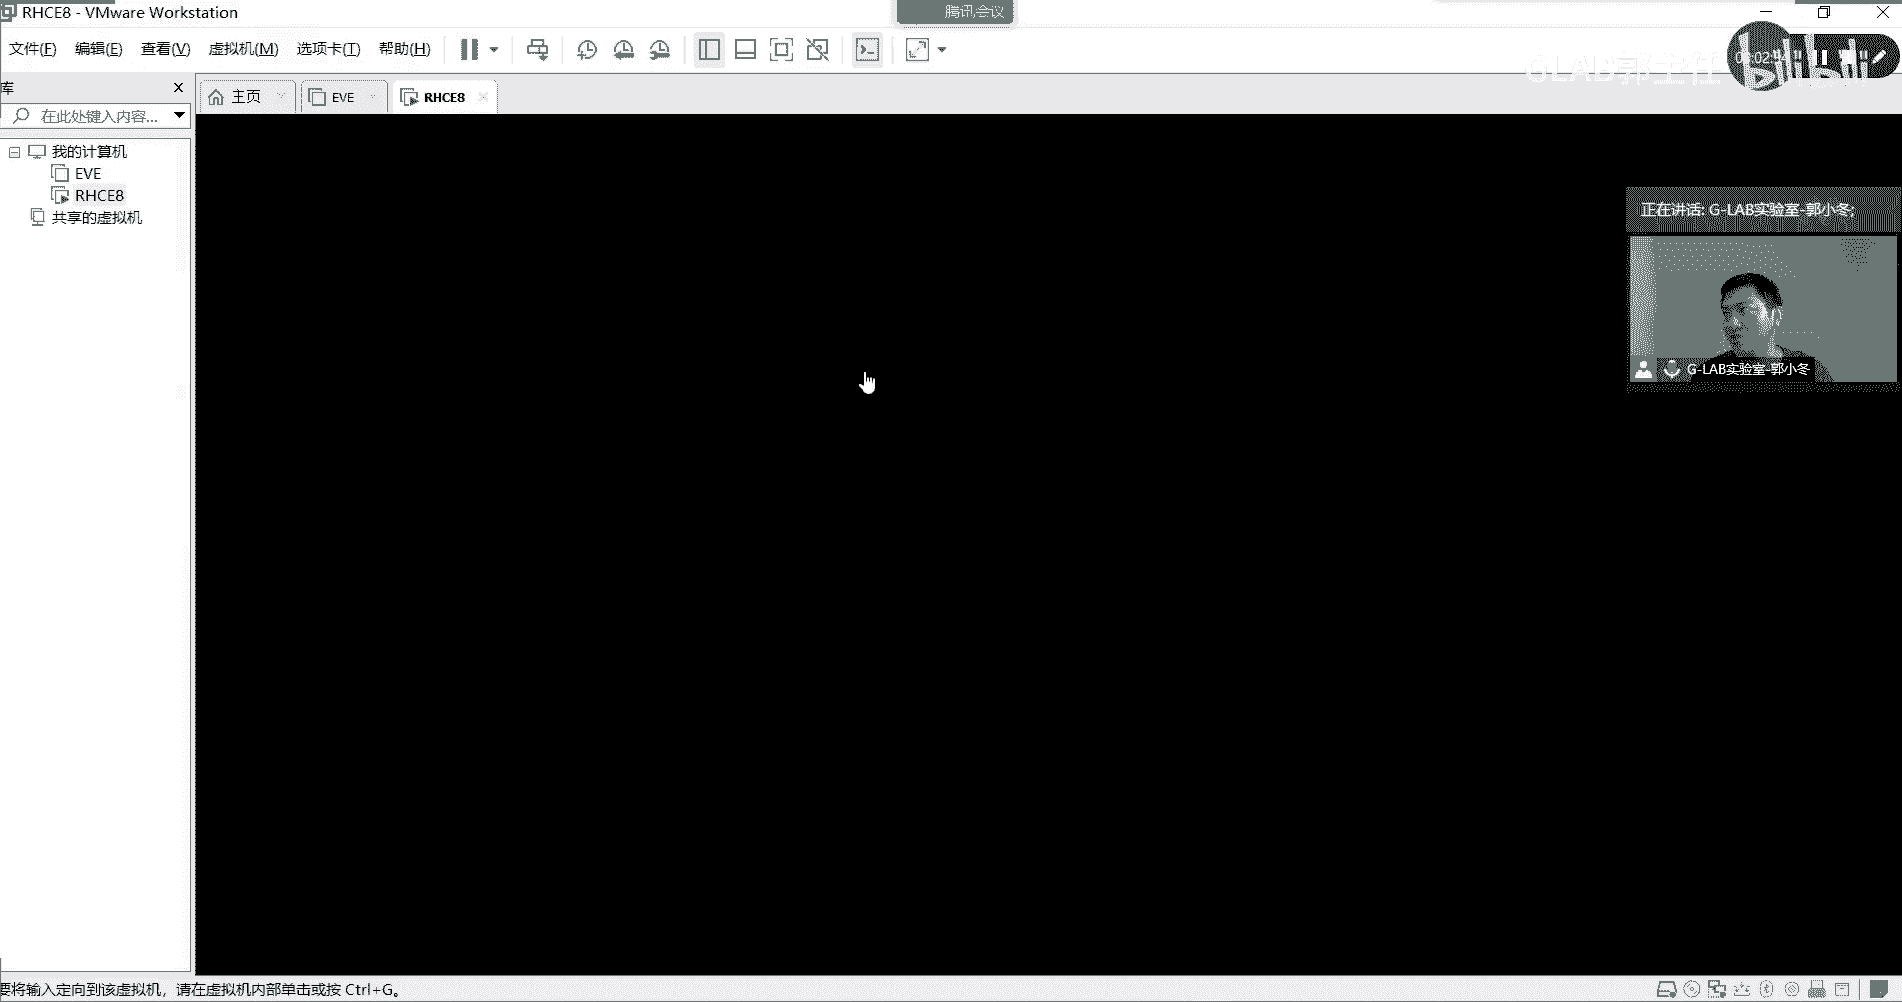 RHCE8 - VMware Workstation
腾讯会议
文件(F) 编辑(E) 查看(V) 虚拟机(M) 选项卡(T) 帮助(H)
GLAB郭主任
bilibili
库
主页
EVE
RHCE8
在此处键入内容...
我的计算机
EVE
RHCE8
共享的虚拟机
正在讲话: G-LAB实验室-郭小冬;
G-LAB实验室-郭小冬
要将输入定向到该虚拟机，请在虚拟机内部单击或按 Ctrl+G。